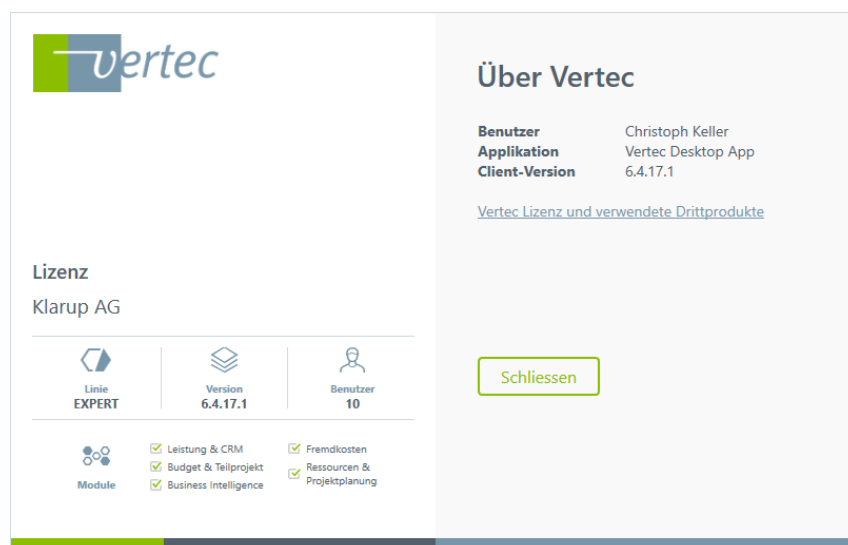 vertec
Über Vertec
Benutzer Christoph Keller
Applikation Vertec Desktop App
Client-Version 6.4.17.1
Vertec Lizenz und verwendete Drittprodukte
Lizenz
Klarup AG
Linie
EXPERT
Version
6.4.17.1
Benutzer
10
Schliessen
Module
Leistung & CRM
Budget & Teilprojekt
Business Intelligence
Fremdkosten
Ressourcen &
Projektplanung